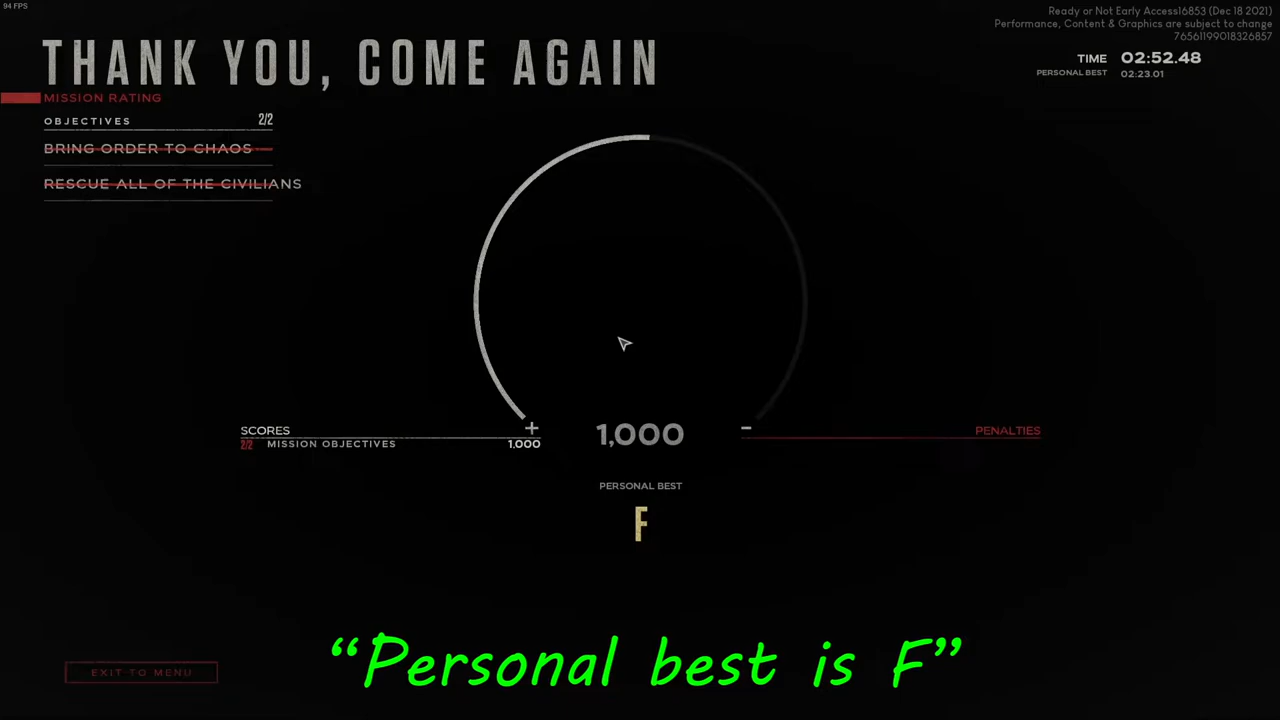 94 FPS
Ready or Not Early Access16853 (Dec 18 2021)
Performance, Content & Graphics are subject to change
76561199018326857
THANK YOU, COME AGAIN
TIME 02:52.48
PERSONAL BEST 02:23.01
MISSION RATING
OBJECTIVES 2/2
BRING ORDER TO CHAOS
RESCUE ALL OF THE CIVILIANS
SCORES + 1,000 - PENALTIES
2/2 MISSION OBJECTIVES 1,000
PERSONAL BEST
F
“Personal best is F”
EXIT TO MENU